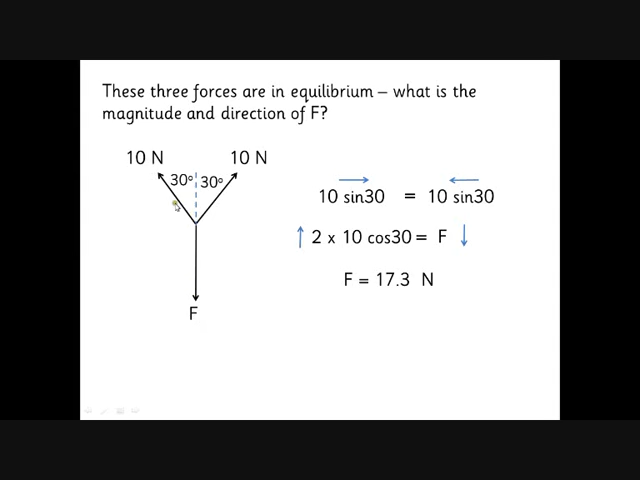 These three forces are in equilibrium – what is the
magnitude and direction of F?
10 N
10 N
30°
30°
F
10 sin30 = 10 sin30
2 x 10 cos30 = F
F = 17.3 N